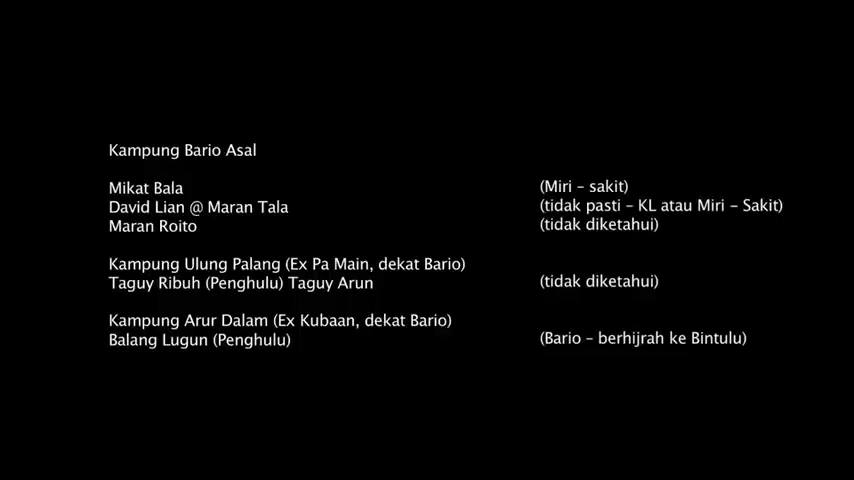 Kampung Bario Asal
Mikat Bala (Miri – sakit)
David Lian @ Maran Tala (tidak pasti – KL atau Miri – Sakit)
Maran Roito (tidak diketahui)
Kampung Ulung Palang (Ex Pa Main, dekat Bario)
Taguy Ribuh (Penghulu) Taguy Arun (tidak diketahui)
Kampung Arur Dalam (Ex Kubaan, dekat Bario)
Balang Lugun (Penghulu) (Bario – berhijrah ke Bintulu)